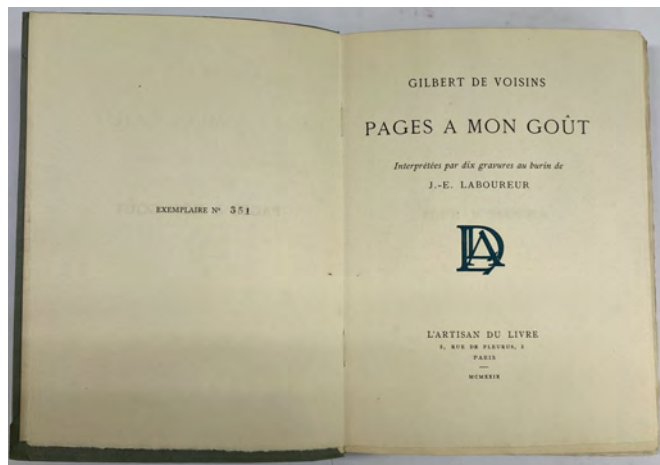 EXEMPLAIRE Nº 351
GILBERT DE VOISINS
PAGES A MON GOÛT
Interprétées par dix gravures au burin de
J.-E. LABOUREUR
L'ARTISAN DU LIVRE
2, RUE DE FLEURUS, 2
PARIS
MCMXXIX